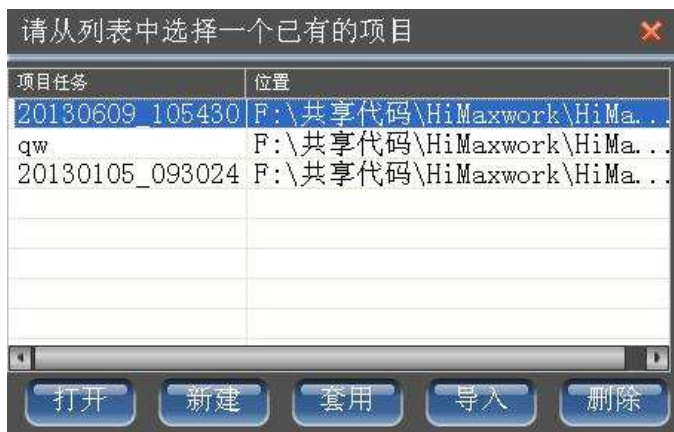 请从列表中选择一个已有的项目
项目任务 位置
20130609_105430 F:\共享代码\HiMaxwork\HiMa...
qw F:\共享代码\HiMaxwork\HiMa...
20130105_093024 F:\共享代码\HiMaxwork\HiMa...
打开 新建 套用 导入 删除